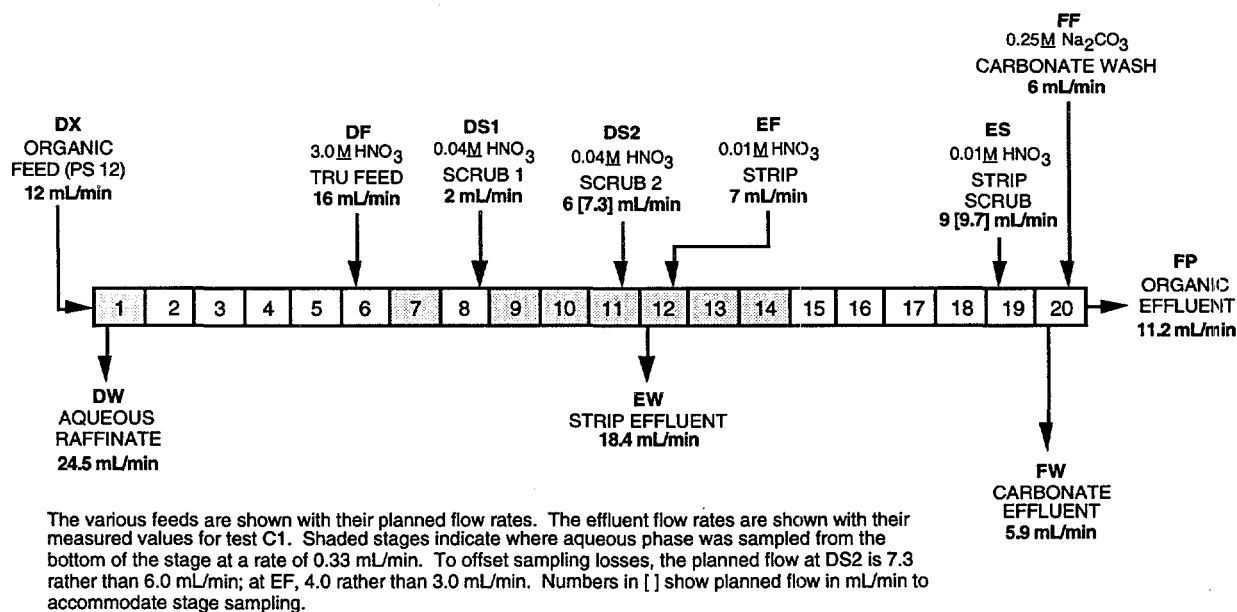 FF
0.25M Na₂CO₃
CARBONATE WASH
6 mL/min
DX
ORGANIC
FEED (PS 12)
12 mL/min
DF
3.0M HNO₃
TRU FEED
16 mL/min
DS1
0.04M HNO₃
SCRUB 1
2 mL/min
DS2
0.04M HNO₃
SCRUB 2
6 [7.3] mL/min
EF
0.01M HNO₃
STRIP
7 mL/min
ES
0.01M HNO₃
STRIP
SCRUB
9 [9.7] mL/min
1 2 3 4 5 6 7 8 9 10 11 12 13 14 15 16 17 18 19 20
FP
ORGANIC
EFFLUENT
11.2 mL/min
DW
AQUEOUS
RAFFINATE
24.5 mL/min
EW
STRIP EFFLUENT
18.4 mL/min
FW
CARBONATE
EFFLUENT
5.9 mL/min
The various feeds are shown with their planned flow rates. The effluent flow rates are shown with their
measured values for test C1. Shaded stages indicate where aqueous phase was sampled from the
bottom of the stage at a rate of 0.33 mL/min. To offset sampling losses, the planned flow at DS2 is 7.3
rather than 6.0 mL/min; at EF, 4.0 rather than 3.0 mL/min. Numbers in [ ] show planned flow in mL/min to
accommodate stage sampling.